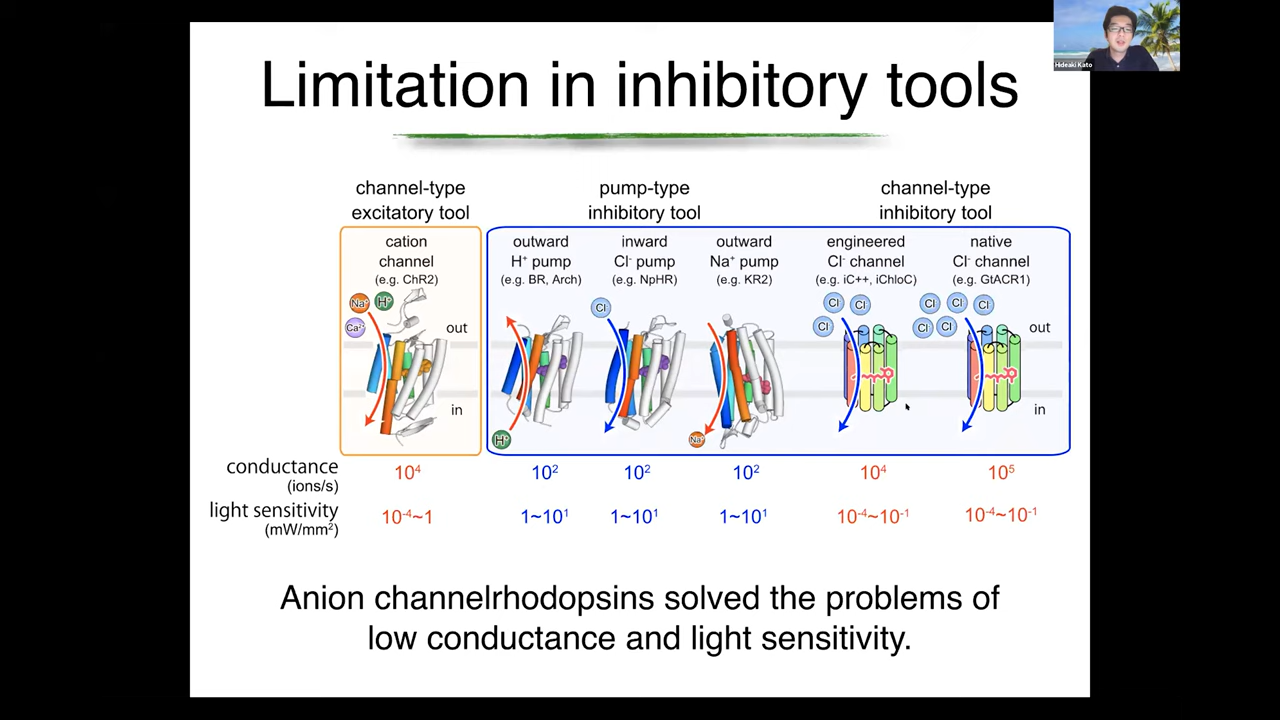 Hideaki Kato
Limitation in inhibitory tools
channel-type
excitatory tool
pump-type
inhibitory tool
channel-type
inhibitory tool
cation
channel
(e.g. ChR2)
outward
H⁺ pump
(e.g. BR, Arch)
inward
Cl⁻ pump
(e.g. NpHR)
outward
Na⁺ pump
(e.g. KR2)
engineered
Cl⁻ channel
(e.g. iC++, iChloC)
native
Cl⁻ channel
(e.g. GtACR1)
Na⁺ H⁺
Ca²⁺
out
in
H⁺
Cl⁻
Na⁺
Cl⁻ Cl⁻
Cl⁻
Cl⁻ Cl⁻ Cl⁻
Cl⁻ Cl⁻
out
in
conductance
(ions/s)
10⁴ 10² 10² 10² 10⁴ 10⁵
light sensitivity
(mW/mm²)
10⁻⁴~1 1~10¹ 1~10¹ 1~10¹ 10⁻⁴~10⁻¹ 10⁻⁴~10⁻¹
Anion channelrhodopsins solved the problems of
low conductance and light sensitivity.